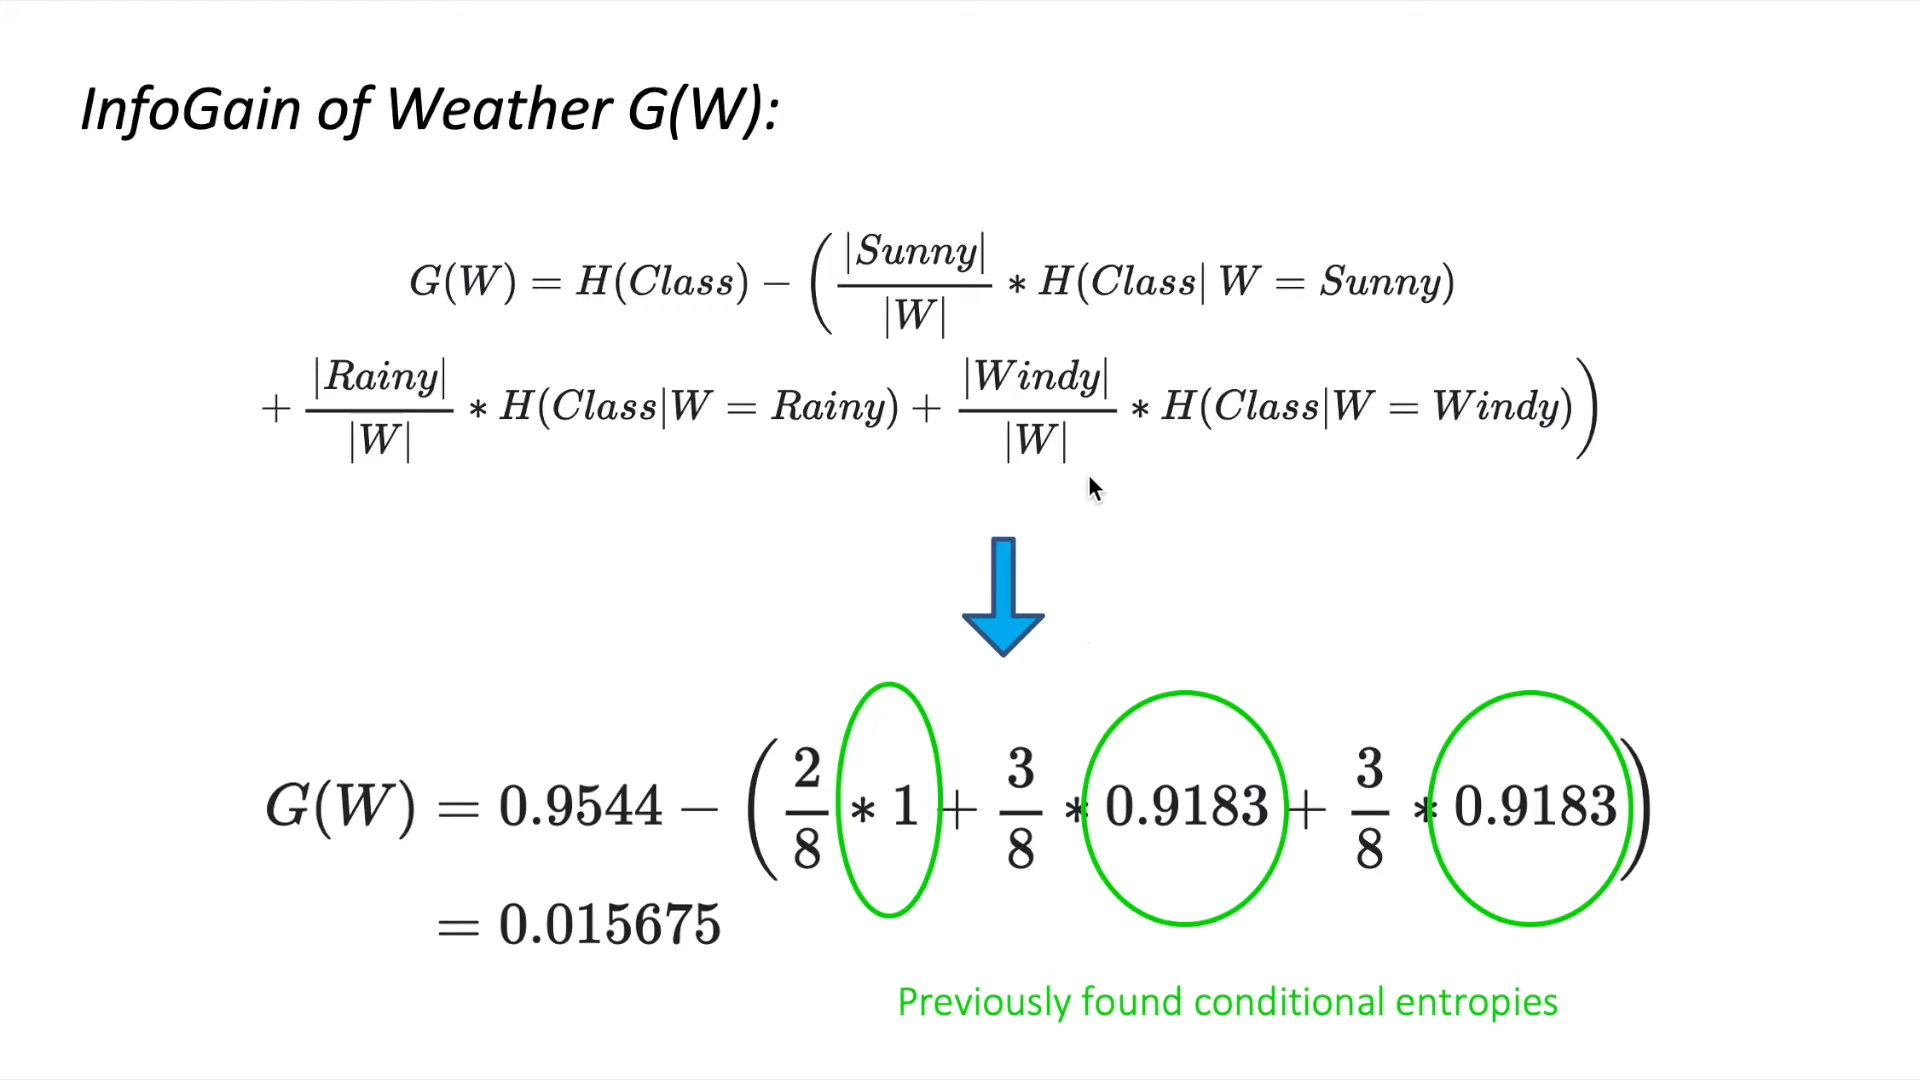 InfoGain of Weather G(W):
G(W) = H(Class) − ( |Sunny| / |W| * H(Class| W = Sunny)
+ |Rainy| / |W| * H(Class|W = Rainy) + |Windy| / |W| * H(Class|W = Windy) )
G(W) = 0.9544 − ( 2/8 * 1 + 3/8 * 0.9183 + 3/8 * 0.9183 )
= 0.015675
Previously found conditional entropies